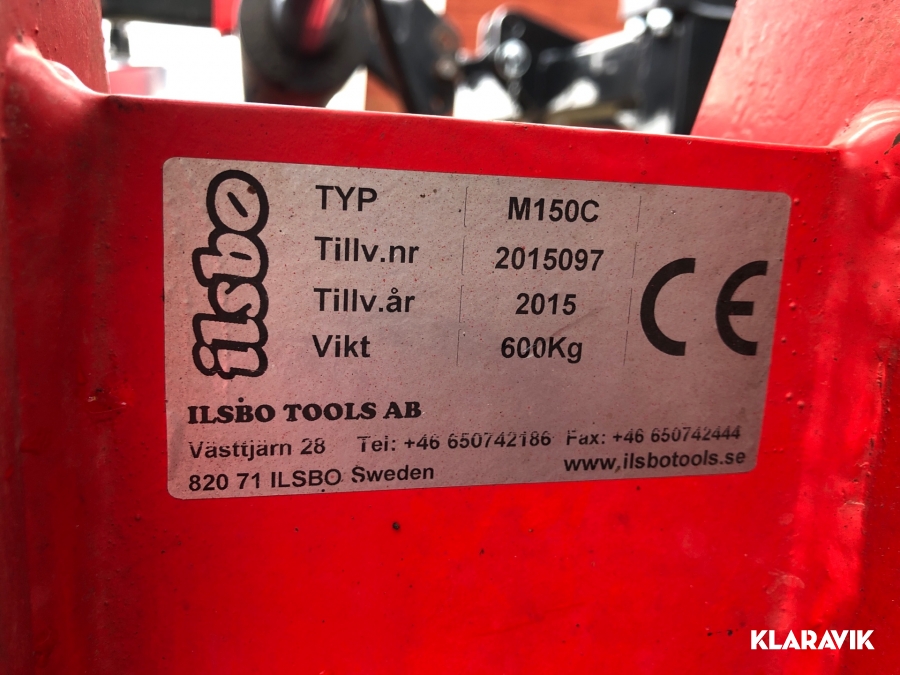 ilsbo
TYP M150C
Tillv.nr 2015097
Tillv.år 2015
Vikt 600Kg
CE
ILSBO TOOLS AB
Västtjärn 28 Tel: +46 650742186 Fax: +46 650742444
820 71 ILSBO Sweden www.ilsbotools.se
KLARAVIK